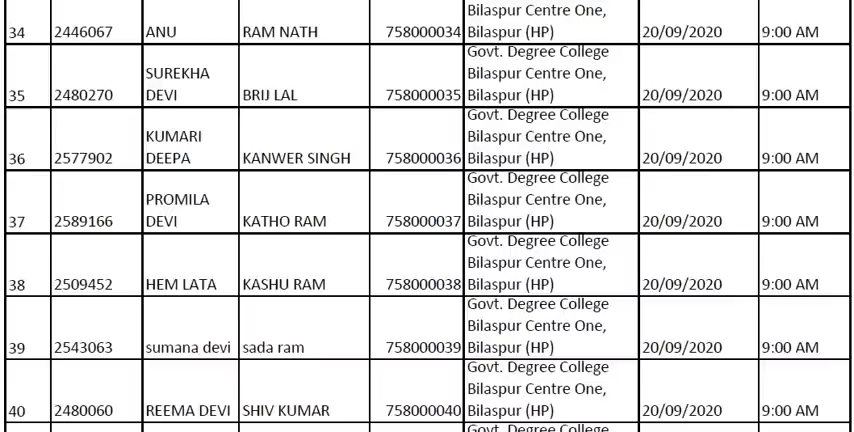 Bilaspur Centre One,
34 2446067 ANU RAM NATH 758000034 Bilaspur (HP) 20/09/2020 9:00 AM
Govt. Degree College
SUREKHA Bilaspur Centre One,
35 2480270 DEVI BRIJ LAL 758000035 Bilaspur (HP) 20/09/2020 9:00 AM
Govt. Degree College
KUMARI Bilaspur Centre One,
36 2577902 DEEPA KANWER SINGH 758000036 Bilaspur (HP) 20/09/2020 9:00 AM
Govt. Degree College
PROMILA Bilaspur Centre One,
37 2589166 DEVI KATHO RAM 758000037 Bilaspur (HP) 20/09/2020 9:00 AM
Govt. Degree College
Bilaspur Centre One,
38 2509452 HEM LATA KASHU RAM 758000038 Bilaspur (HP) 20/09/2020 9:00 AM
Govt. Degree College
Bilaspur Centre One,
39 2543063 sumana devi sada ram 758000039 Bilaspur (HP) 20/09/2020 9:00 AM
Govt. Degree College
Bilaspur Centre One,
40 2480060 REEMA DEVI SHIV KUMAR 758000040 Bilaspur (HP) 20/09/2020 9:00 AM
Govt. Degree College